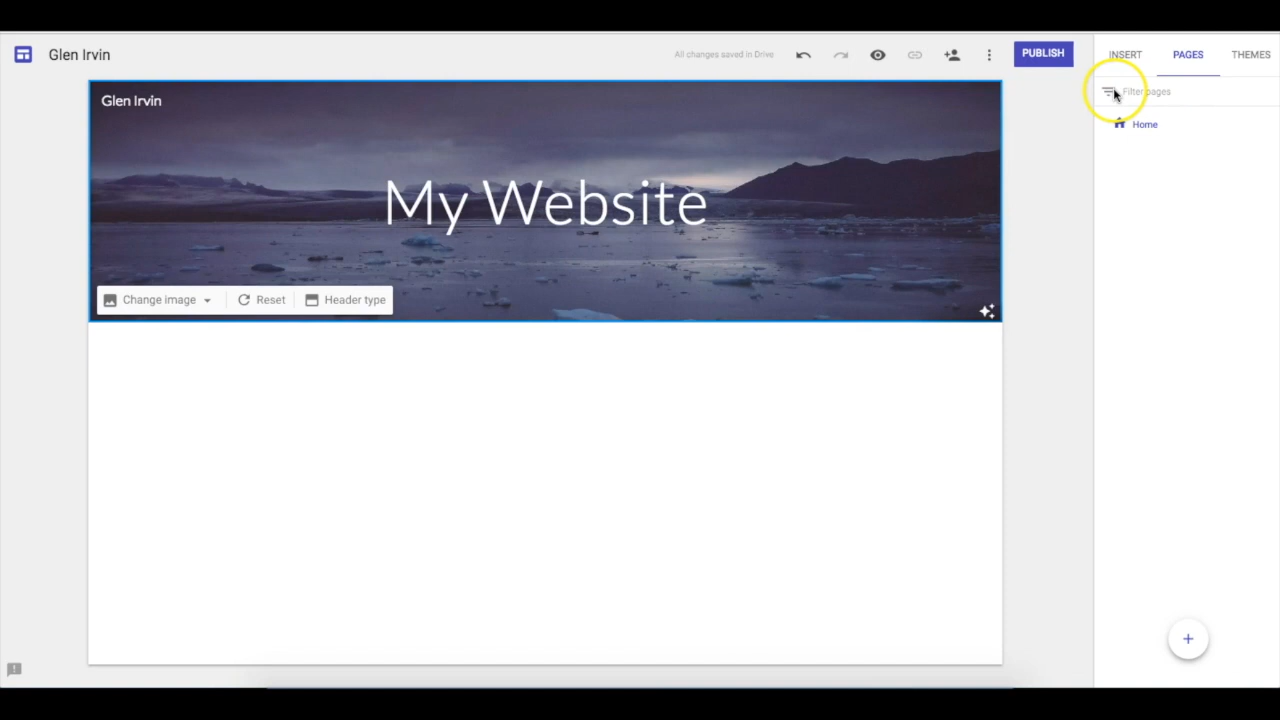 Glen Irvin
All changes saved in Drive
PUBLISH
INSERT
PAGES
THEMES
Filter pages
Home
Glen Irvin
My Website
Change image
Reset
Header type